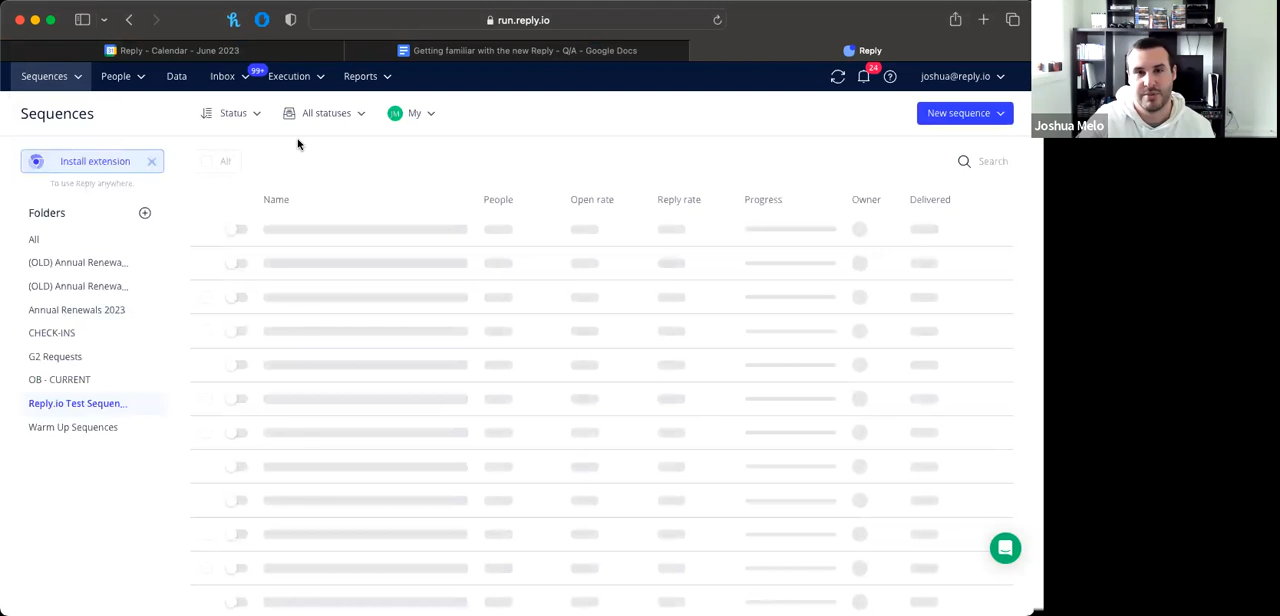 run.reply.io
Reply - Calendar - June 2023
Getting familiar with the new Reply - Q/A - Google Docs
Reply
Sequences
People
Data
Inbox
99+
Execution
Reports
24
joshua@reply.io
Joshua Melo
Sequences
Status
All statuses
JM
My
New sequence
Install extension
To use Reply anywhere.
All
Search
Folders
Name
People
Open rate
Reply rate
Progress
Owner
Delivered
All
(OLD) Annual Renewa...
(OLD) Annual Renewa...
Annual Renewals 2023
CHECK-INS
G2 Requests
OB - CURRENT
Reply.io Test Sequen...
Warm Up Sequences